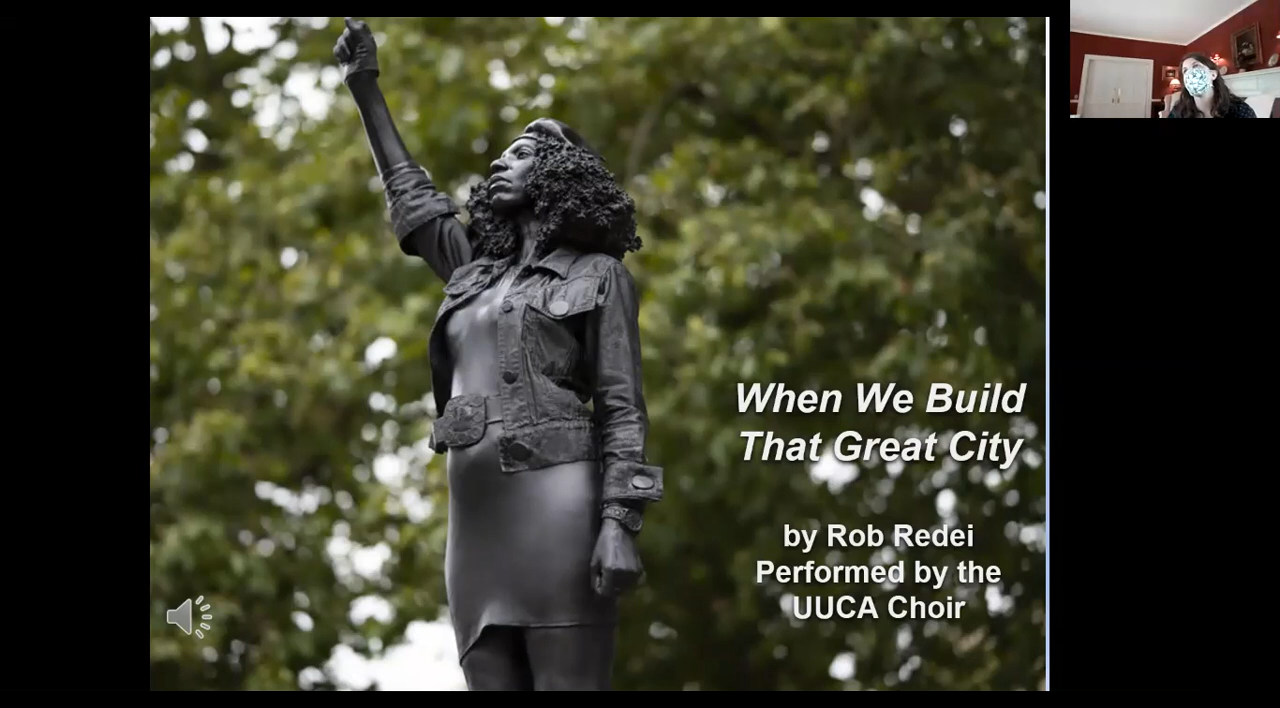 When We Build
That Great City
by Rob Redei
Performed by the
UUCA Choir